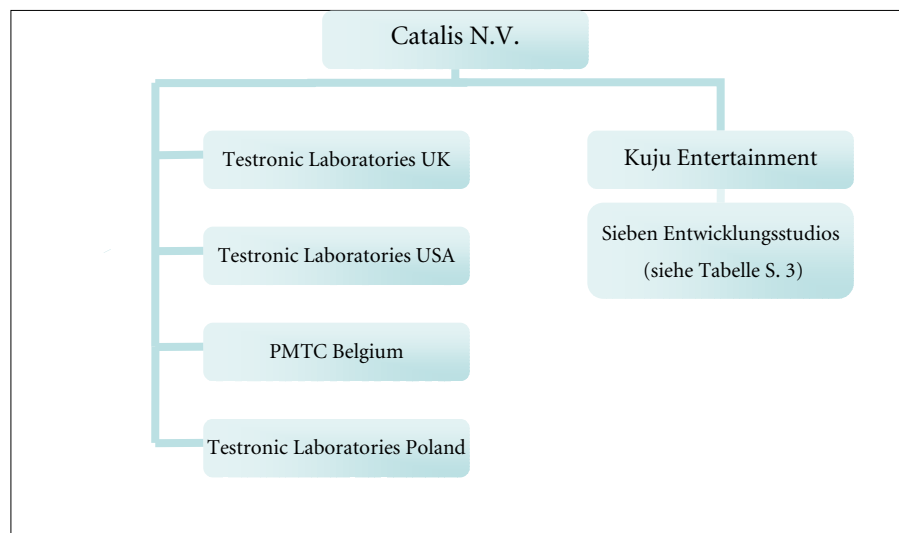 Catalis N.V.
Testronic Laboratories UK
Testronic Laboratories USA
PMTC Belgium
Testronic Laboratories Poland
Kuju Entertainment
Sieben Entwicklungsstudios
(siehe Tabelle S. 3)